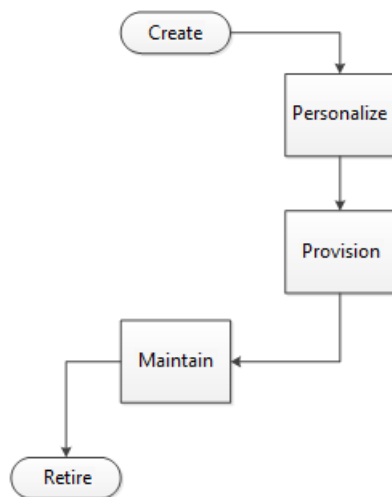 Create
Personalize
Provision
Maintain
Retire